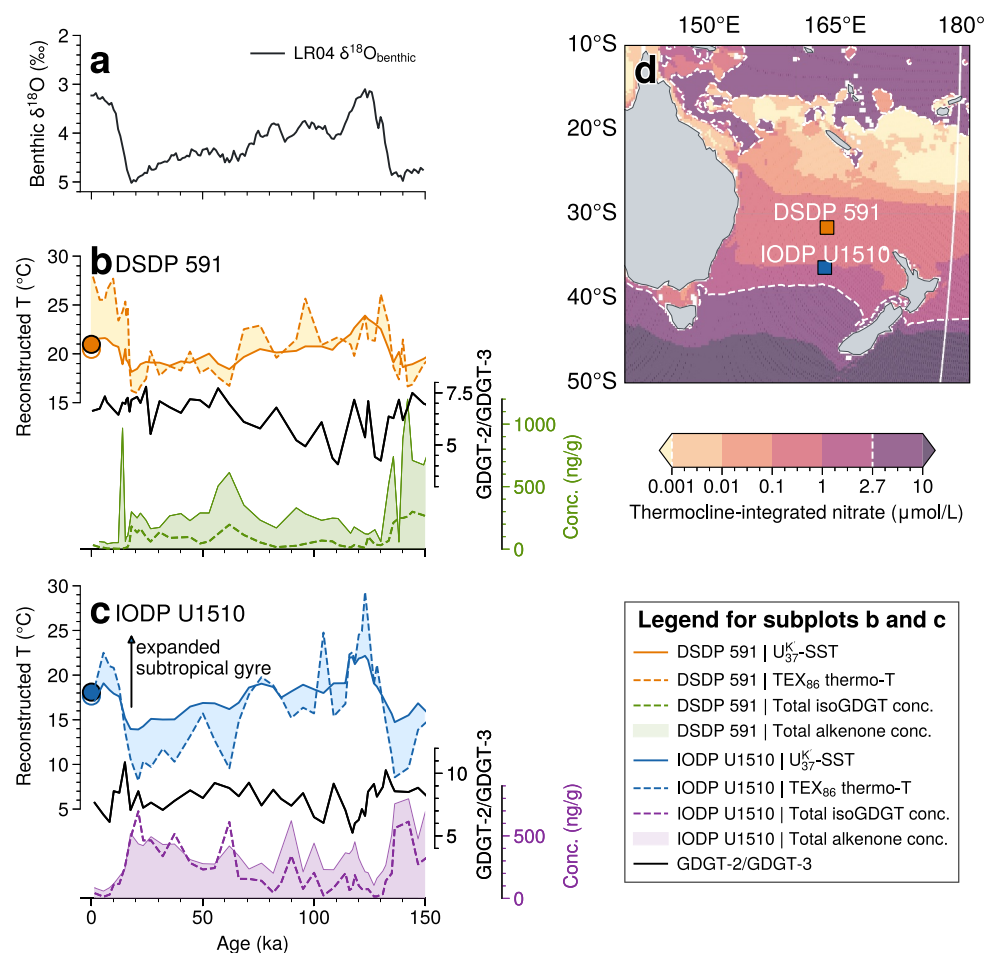 a
LR04 δ¹⁸O_benthic
Benthic δ¹⁸O (‰)
2
3
4
5
b DSDP 591
Reconstructed T (°C)
30
25
20
15
GDGT-2/GDGT-3
7.5
5
Conc. (ng/g)
1000
500
0
c IODP U1510
expanded
subtropical gyre
Reconstructed T (°C)
30
25
20
15
10
5
GDGT-2/GDGT-3
10
5
Conc. (ng/g)
500
0
0 50 100 150
Age (ka)
150°S 165°S 180°
d
10°S
20°S
30°S
40°S
50°S
DSDP 591
IODP U1510
0.001 0.01 0.1 1 2.7 10
Thermocline-integrated nitrate (μmol/L)
Legend for subplots b and c
DSDP 591 | U₃₇ᴷ′-SST
DSDP 591 | TEX₈₆ thermo-T
DSDP 591 | Total isoGDGT conc.
DSDP 591 | Total alkenone conc.
IODP U1510 | U₃₇ᴷ′-SST
IODP U1510 | TEX₈₆ thermo-T
IODP U1510 | Total isoGDGT conc.
IODP U1510 | Total alkenone conc.
GDGT-2/GDGT-3